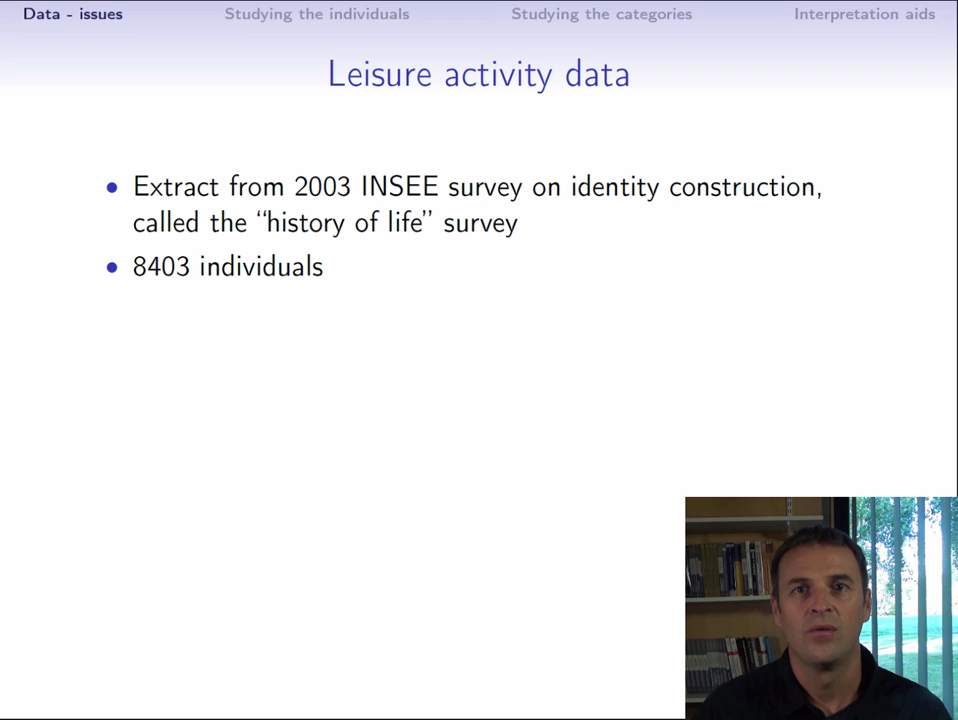 Data - issues Studying the individuals Studying the categories Interpretation aids
Leisure activity data
• Extract from 2003 INSEE survey on identity construction,
called the “history of life” survey
• 8403 individuals